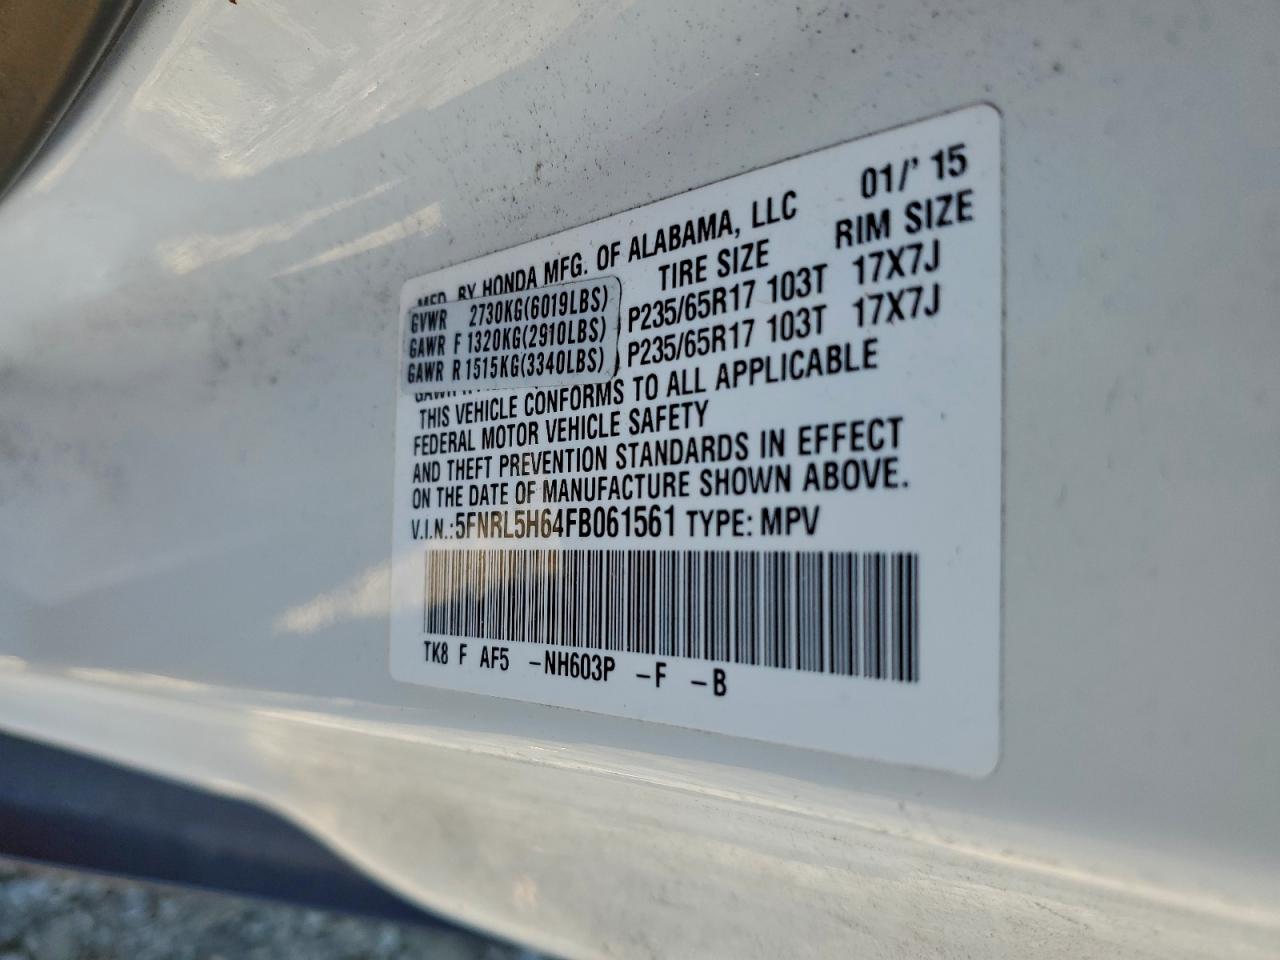 MFD. BY HONDA MFG. OF ALABAMA, LLC 01/' 15
TIRE SIZE RIM SIZE
GVWR 2730KG(6019LBS)
GAWR F 1320KG(2910LBS) P235/65R17 103T 17X7J
GAWR R 1515KG(3340LBS) P235/65R17 103T 17X7J
THIS VEHICLE CONFORMS TO ALL APPLICABLE
FEDERAL MOTOR VEHICLE SAFETY
AND THEFT PREVENTION STANDARDS IN EFFECT
ON THE DATE OF MANUFACTURE SHOWN ABOVE.
V.I.N.: 5FNRL5H64FB061561 TYPE: MPV
TK8 F AF5 -NH603P -F -B